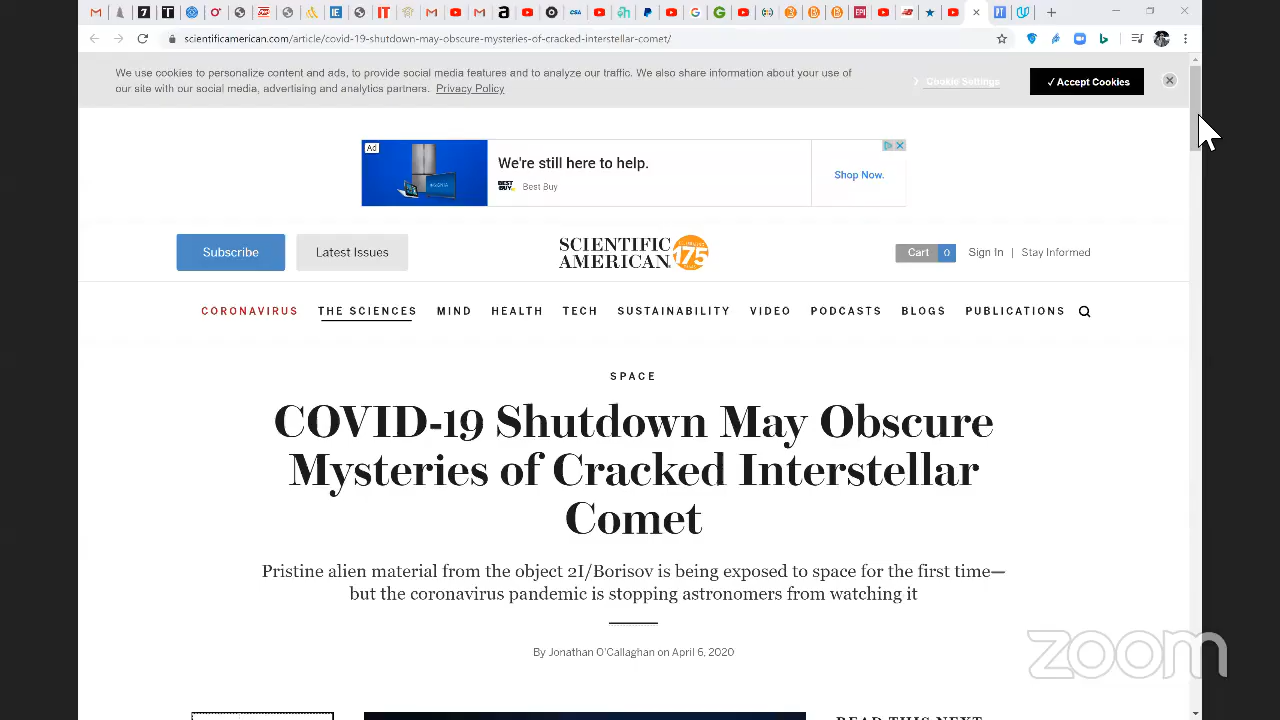 scientificamerican.com/article/covid-19-shutdown-may-obscure-mysteries-of-cracked-interstellar-comet/
We use cookies to personalize content and ads, to provide social media features and to analyze our traffic. We also share information about your use of
our site with our social media, advertising and analytics partners. Privacy Policy
Cookie Settings
✓ Accept Cookies
Ad
We're still here to help.
BEST BUY
Best Buy
Shop Now.
Subscribe
Latest Issues
SCIENTIFIC
AMERICAN
175
Cart 0
Sign In | Stay Informed
CORONAVIRUS THE SCIENCES MIND HEALTH TECH SUSTAINABILITY VIDEO PODCASTS BLOGS PUBLICATIONS
SPACE
COVID-19 Shutdown May Obscure
Mysteries of Cracked Interstellar
Comet
Pristine alien material from the object 2I/Borisov is being exposed to space for the first time—
but the coronavirus pandemic is stopping astronomers from watching it
By Jonathan O'Callaghan on April 6, 2020
READ THIS NEXT
zoom